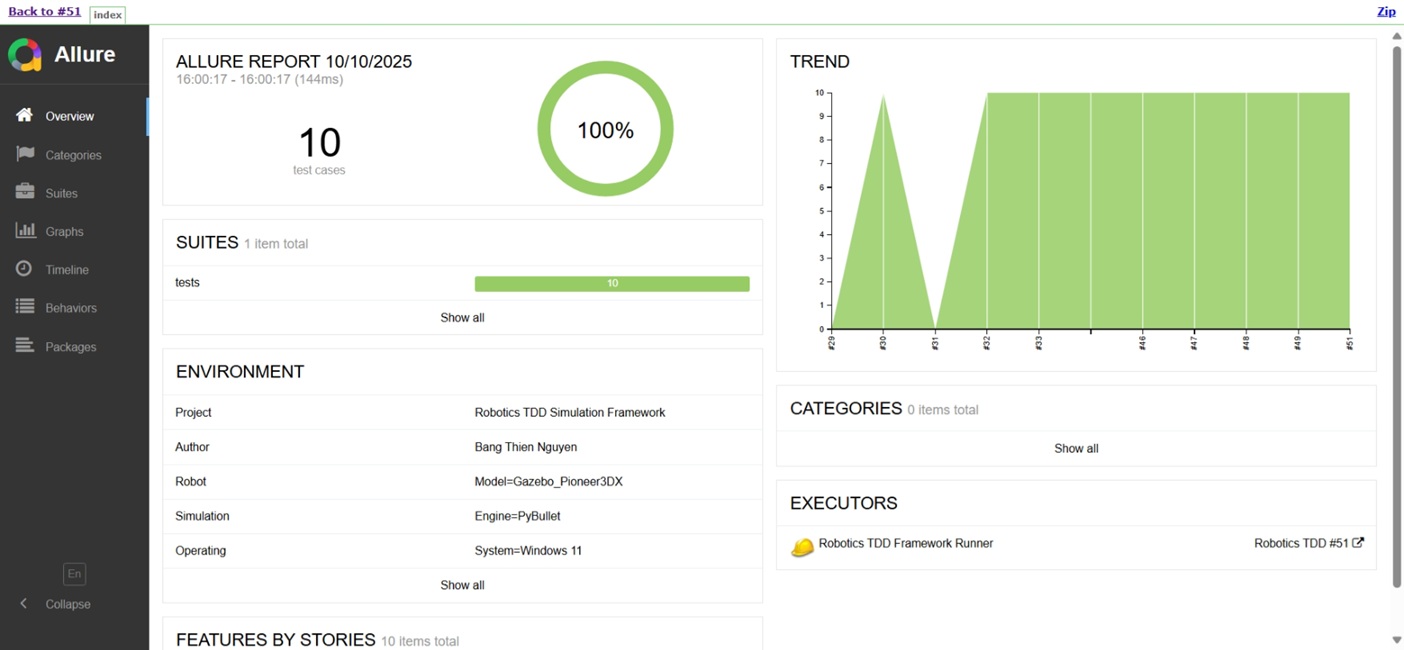 Back to #51 index Zip
Allure
Overview
Categories
Suites
Graphs
Timeline
Behaviors
Packages
En
Collapse
ALLURE REPORT 10/10/2025
16:00:17 - 16:00:17 (144ms)
10
test cases
100%
SUITES 1 item total
tests 10
Show all
ENVIRONMENT
Project Robotics TDD Simulation Framework
Author Bang Thien Nguyen
Robot Model=Gazebo_Pioneer3DX
Simulation Engine=PyBullet
Operating System=Windows 11
Show all
FEATURES BY STORIES 10 items total
TREND
10
9
8
7
6
5
4
3
2
1
0
#29 #30 #31 #32 #33 #46 #47 #48 #49 #51
CATEGORIES 0 items total
Show all
EXECUTORS
Robotics TDD Framework Runner Robotics TDD #51